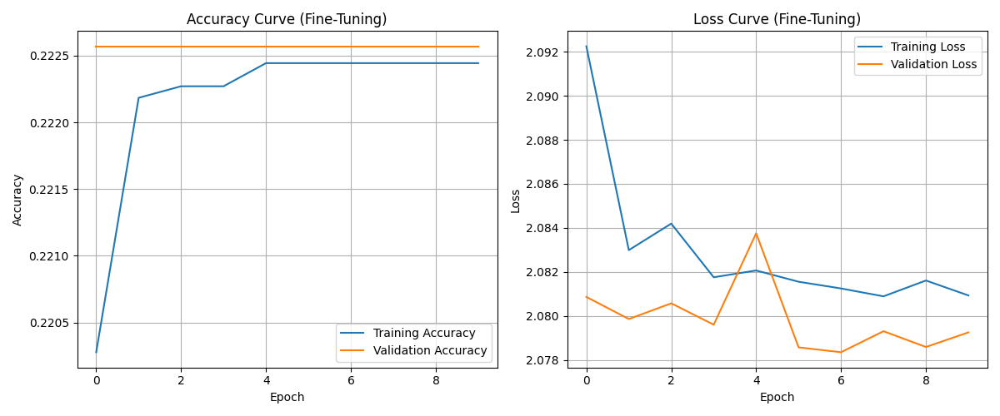 Accuracy Curve (Fine-Tuning)
0.2225
0.2220
0.2215
0.2210
0.2205
Accuracy
0
2
4
6
8
Epoch
Training Accuracy
Validation Accuracy
Loss Curve (Fine-Tuning)
2.092
2.090
2.088
2.086
2.084
2.082
2.080
2.078
Loss
0
2
4
6
8
Epoch
Training Loss
Validation Loss